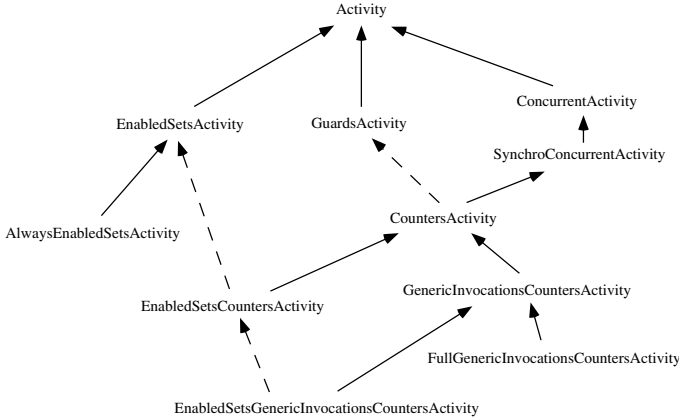 Activity
ConcurrentActivity
EnabledSetsActivity
GuardsActivity
SynchroConcurrentActivity
CountersActivity
AlwaysEnabledSetsActivity
GenericInvocationsCountersActivity
EnabledSetsCountersActivity
FullGenericInvocationsCountersActivity
EnabledSetsGenericInvocationsCountersActivity